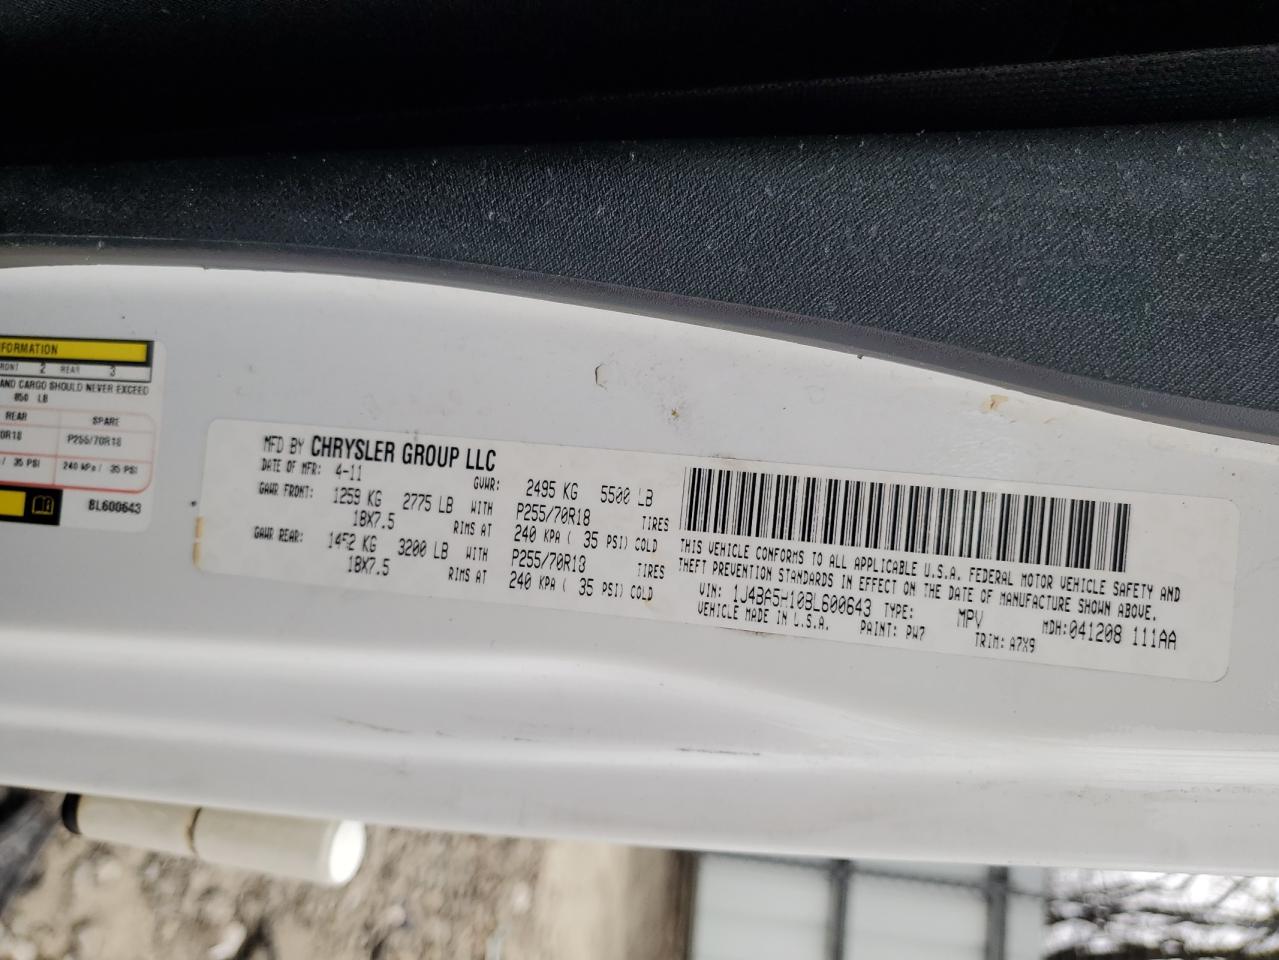 FORMATION
FRONT 2 REAR 3
AND CARGO SHOULD NEVER EXCEED
850 LB
REAR SPARE
0R18 P255/70R18
/ 35 PSI 240 kPa / 35 PSI
BL600643
MFD BY CHRYSLER GROUP LLC
DATE OF MFR: 4-11 GVWR: 2495 KG 5500 LB
GAWR FRONT: 1259 KG 2775 LB WITH P255/70R18 TIRES
18X7.5 RIMS AT 240 KPA ( 35 PSI) COLD
GAWR REAR: 1452 KG 3200 LB WITH P255/70R18 TIRES
18X7.5 RIMS AT 240 KPA ( 35 PSI) COLD
THIS VEHICLE CONFORMS TO ALL APPLICABLE U.S.A. FEDERAL MOTOR VEHICLE SAFETY AND
THEFT PREVENTION STANDARDS IN EFFECT ON THE DATE OF MANUFACTURE SHOWN ABOVE.
VIN: 1J4BA5H10BL600643 TYPE: MPV MDH:041208 111AA
VEHICLE MADE IN U.S.A. PAINT: PW7 TRIM: A7X9